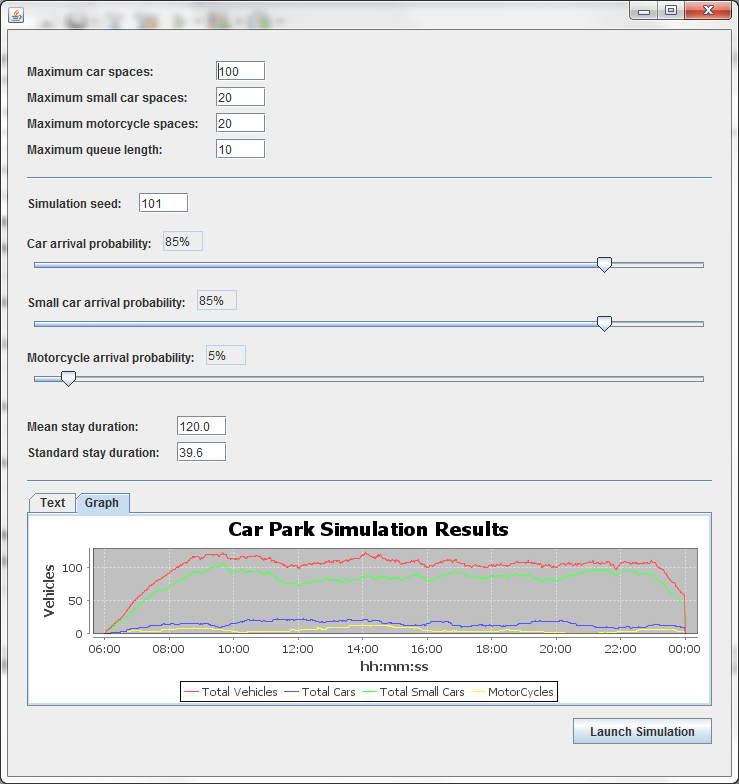 Maximum car spaces: 100
Maximum small car spaces: 20
Maximum motorcycle spaces: 20
Maximum queue length: 10
Simulation seed: 101
Car arrival probability: 85%
Small car arrival probability: 85%
Motorcycle arrival probability: 5%
Mean stay duration: 120.0
Standard stay duration: 39.6
Text Graph
Car Park Simulation Results
Vehicles
100
50
0
06:00 08:00 10:00 12:00 14:00 16:00 18:00 20:00 22:00 00:00
hh:mm:ss
Total Vehicles Total Cars Total Small Cars MotorCycles
Launch Simulation